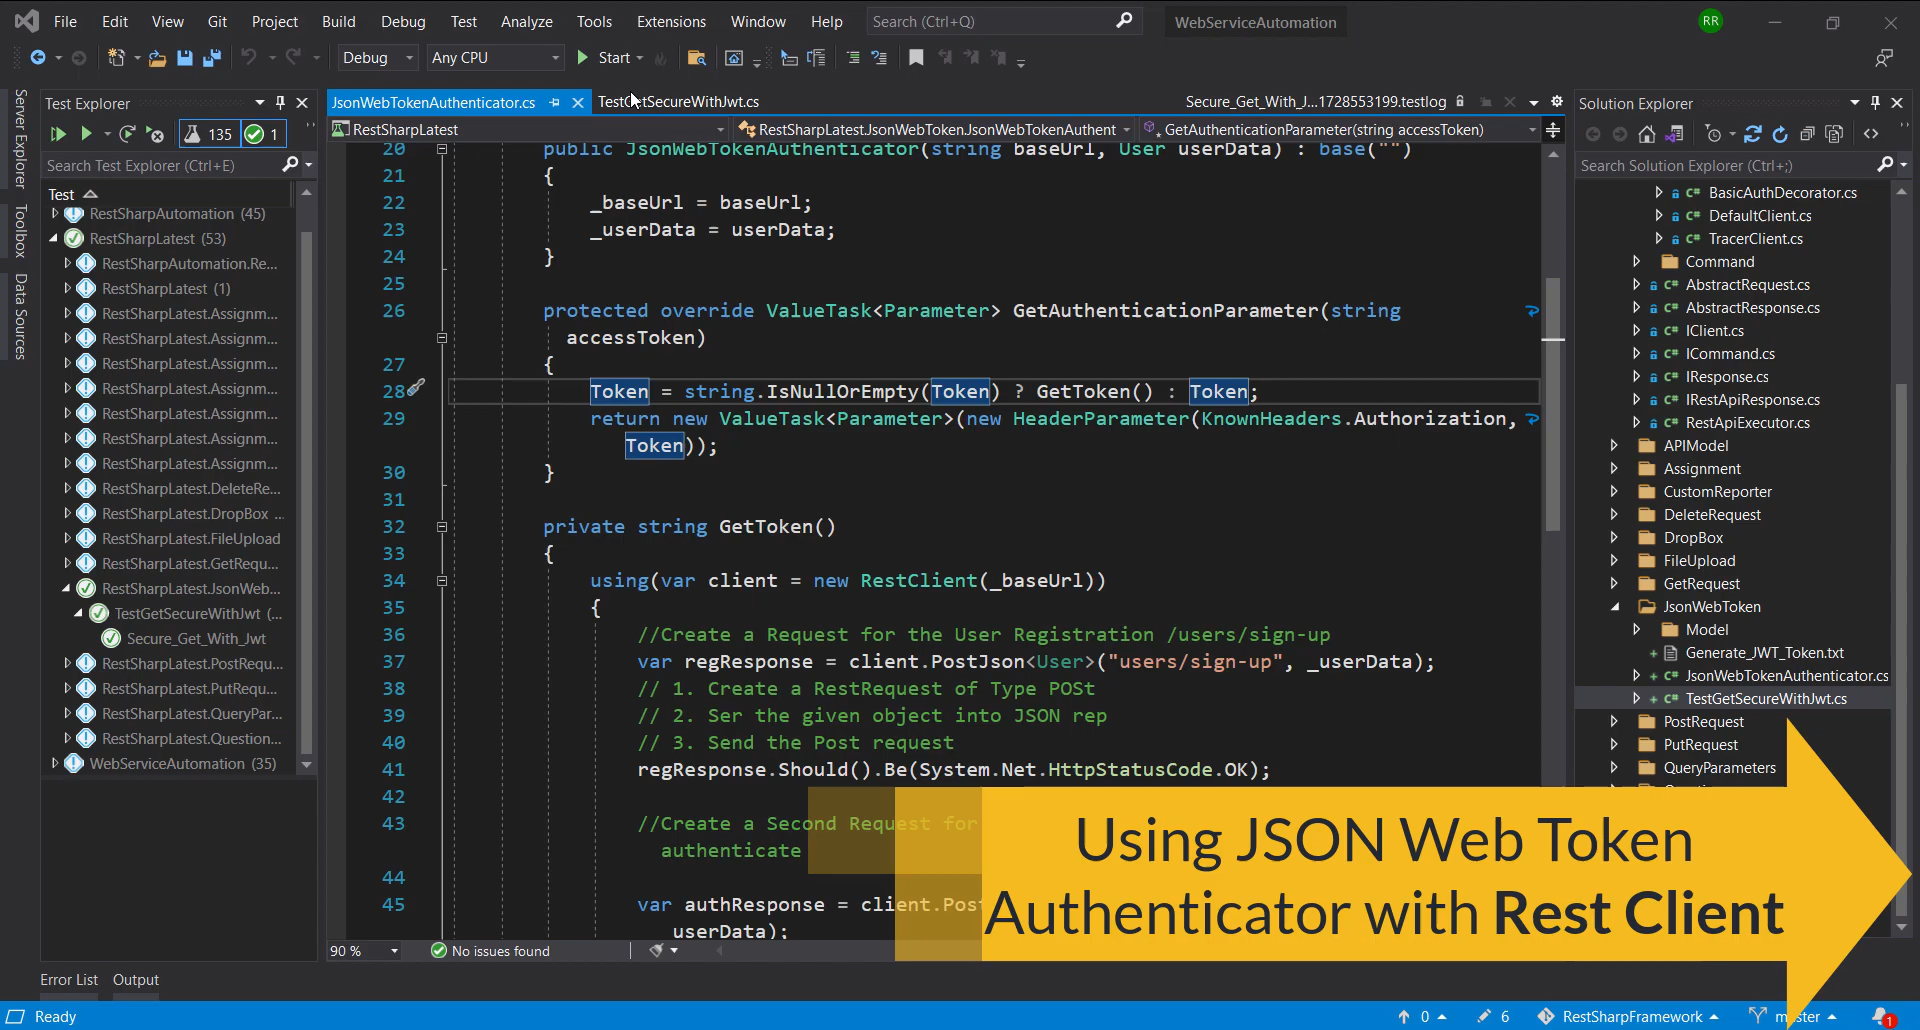 File Edit View Git Project Build Debug Test Analyze Tools Extensions Window Help Search (Ctrl+Q) WebServiceAutomation RR
Debug Any CPU Start
Server Explorer
Toolbox
Data Sources
Test Explorer
135 1
Search Test Explorer (Ctrl+E)
Test
RestSharpAutomation (45)
RestSharpLatest (53)
RestSharpAutomation.Re...
RestSharpLatest (1)
RestSharpLatest.Assignm...
RestSharpLatest.Assignm...
RestSharpLatest.Assignm...
RestSharpLatest.Assignm...
RestSharpLatest.Assignm...
RestSharpLatest.Assignm...
RestSharpLatest.Assignm...
RestSharpLatest.DeleteRe...
RestSharpLatest.DropBox ...
RestSharpLatest.FileUpload
RestSharpLatest.GetRequ...
RestSharpLatest.JsonWeb...
TestGetSecureWithJwt (...
Secure_Get_With_Jwt
RestSharpLatest.PostRequ...
RestSharpLatest.PutRequ...
RestSharpLatest.QueryPar...
RestSharpLatest.Question...
WebServiceAutomation (35)
JsonWebTokenAuthenticator.cs TestGetSecureWithJwt.cs Secure_Get_With_J...1728553199.testlog
RestSharpLatest RestSharpLatest.JsonWebToken.JsonWebTokenAuthent GetAuthenticationParameter(string accessToken)
20 public JsonWebTokenAuthenticator(string baseUrl, User userData) : base("")
21 {
22 _baseUrl = baseUrl;
23 _userData = userData;
24 }
25
26 protected override ValueTask<Parameter> GetAuthenticationParameter(string
accessToken)
27 {
28 Token = string.IsNullOrEmpty(Token) ? GetToken() : Token;
29 return new ValueTask<Parameter>(new HeaderParameter(KnownHeaders.Authorization,
Token));
30 }
31
32 private string GetToken()
33 {
34 using(var client = new RestClient(_baseUrl))
35 {
36 //Create a Request for the User Registration /users/sign-up
37 var regResponse = client.PostJson<User>("users/sign-up", _userData);
38 // 1. Create a RestRequest of Type POSt
39 // 2. Ser the given object into JSON rep
40 // 3. Send the Post request
41 regResponse.Should().Be(System.Net.HttpStatusCode.OK);
42
43 //Create a Second Request for
authenticate
44
45 var authResponse = client.Pos
userData);
90 % No issues found
Solution Explorer
Search Solution Explorer (Ctrl+;)
BasicAuthDecorator.cs
DefaultClient.cs
TracerClient.cs
Command
AbstractRequest.cs
AbstractResponse.cs
IClient.cs
ICommand.cs
IResponse.cs
IRestApiResponse.cs
RestApiExecutor.cs
APIModel
Assignment
CustomReporter
DeleteRequest
DropBox
FileUpload
GetRequest
JsonWebToken
Model
Generate_JWT_Token.txt
JsonWebTokenAuthenticator.cs
TestGetSecureWithJwt.cs
PostRequest
PutRequest
QueryParameters
Using JSON Web Token
Authenticator with Rest Client
Error List Output
Ready 0 6 RestSharpFramework master 1